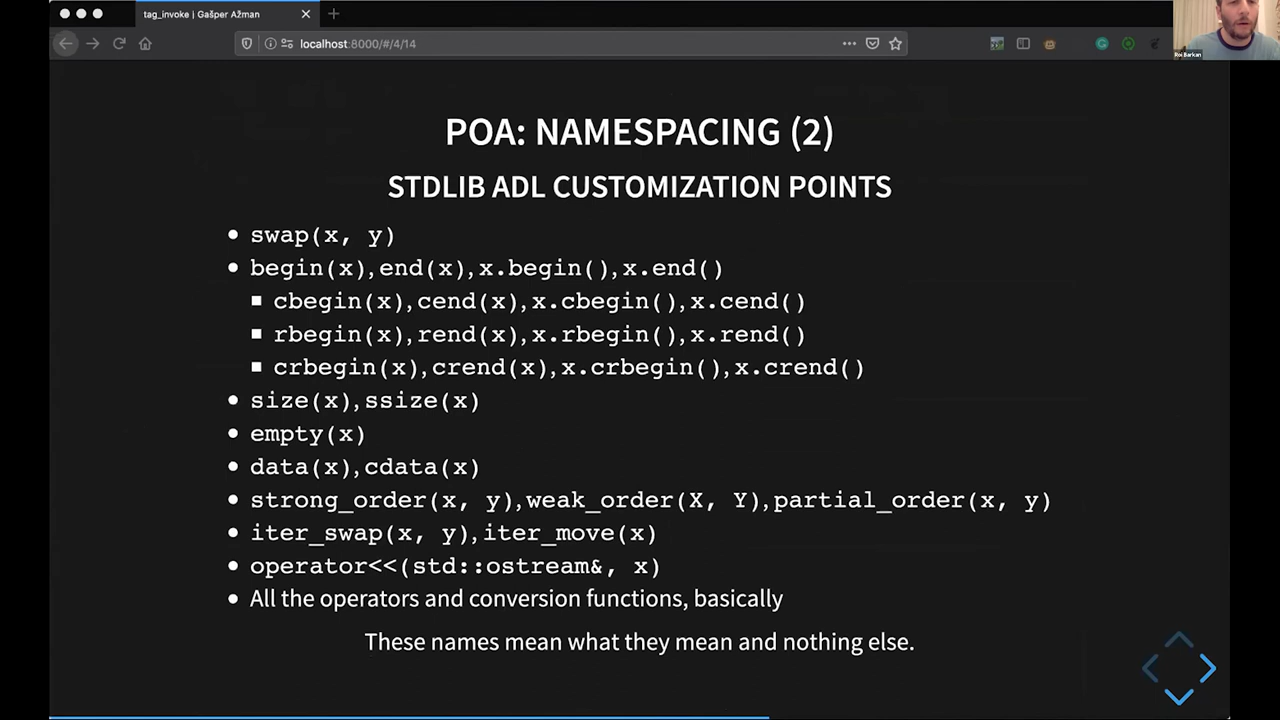 tag_invoke | Gašper Ažman
localhost:8000/#/4/14
Roi Barkan
POA: NAMESPACING (2)
STDLIB ADL CUSTOMIZATION POINTS
swap(x, y)
begin(x),end(x),x.begin(),x.end()
cbegin(x),cend(x),x.cbegin(),x.cend()
rbegin(x),rend(x),x.rbegin(),x.rend()
crbegin(x),crend(x),x.crbegin(),x.crend()
size(x),ssize(x)
empty(x)
data(x),cdata(x)
strong_order(x, y),weak_order(X, Y),partial_order(x, y)
iter_swap(x, y),iter_move(x)
operator<<(std::ostream&, x)
All the operators and conversion functions, basically
These names mean what they mean and nothing else.